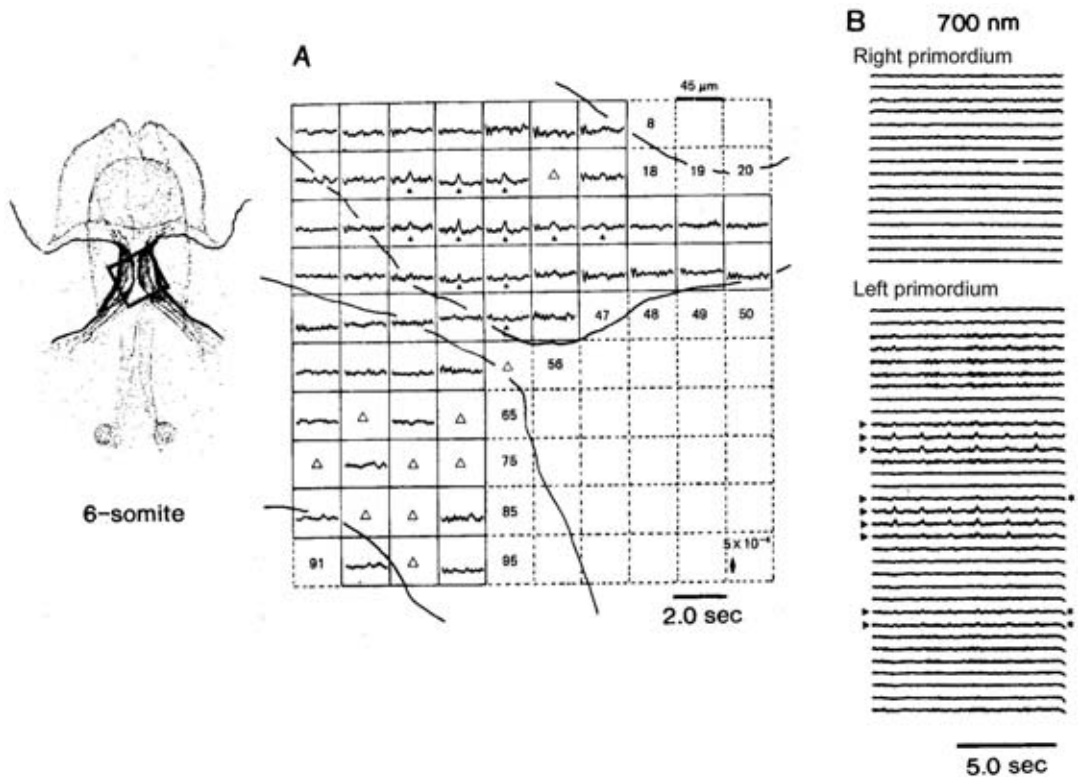 B 700 nm
Right primordium
A
45 μm
8
18 19 20
Left primordium
47 48 49 50
56
65
75
6-somite
85
5 × 10⁻⁴
91 95
2.0 sec
5.0 sec